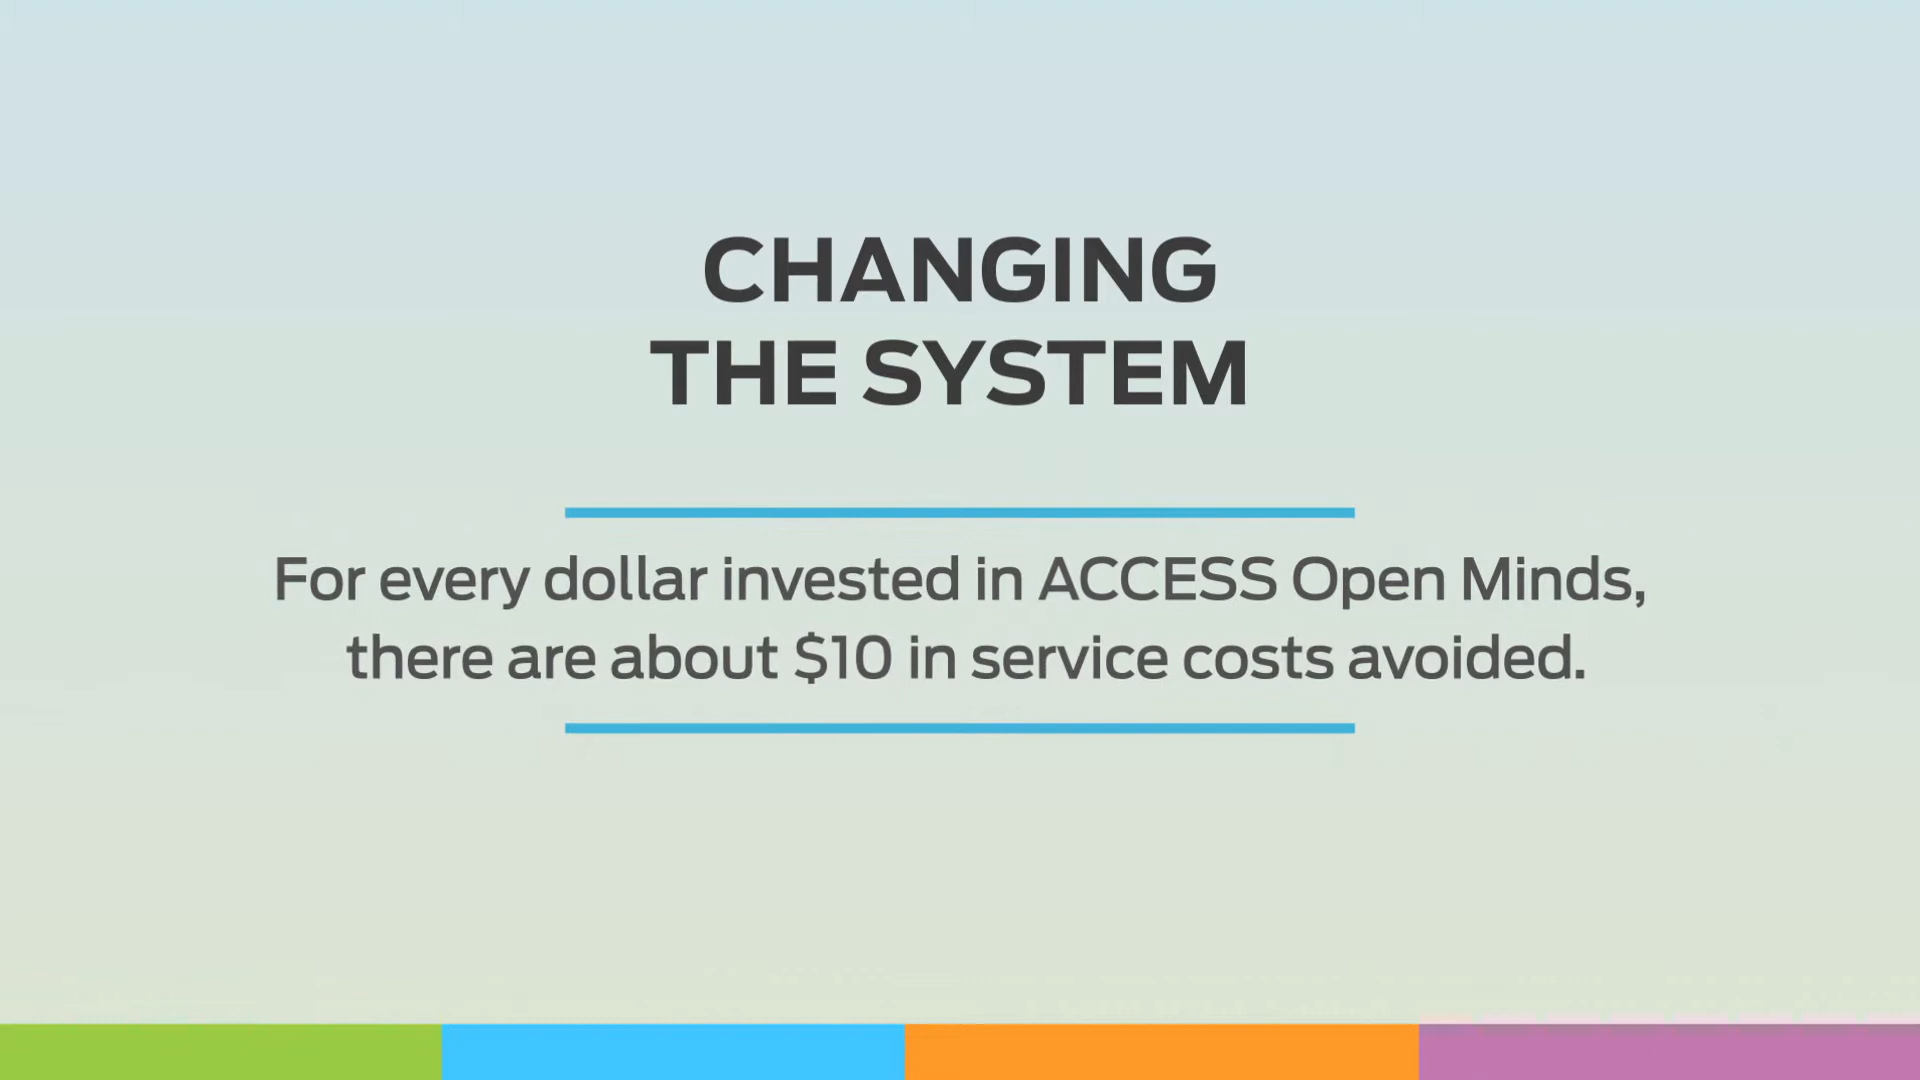 CHANGING
THE SYSTEM
For every dollar invested in ACCESS Open Minds,
there are about $10 in service costs avoided.